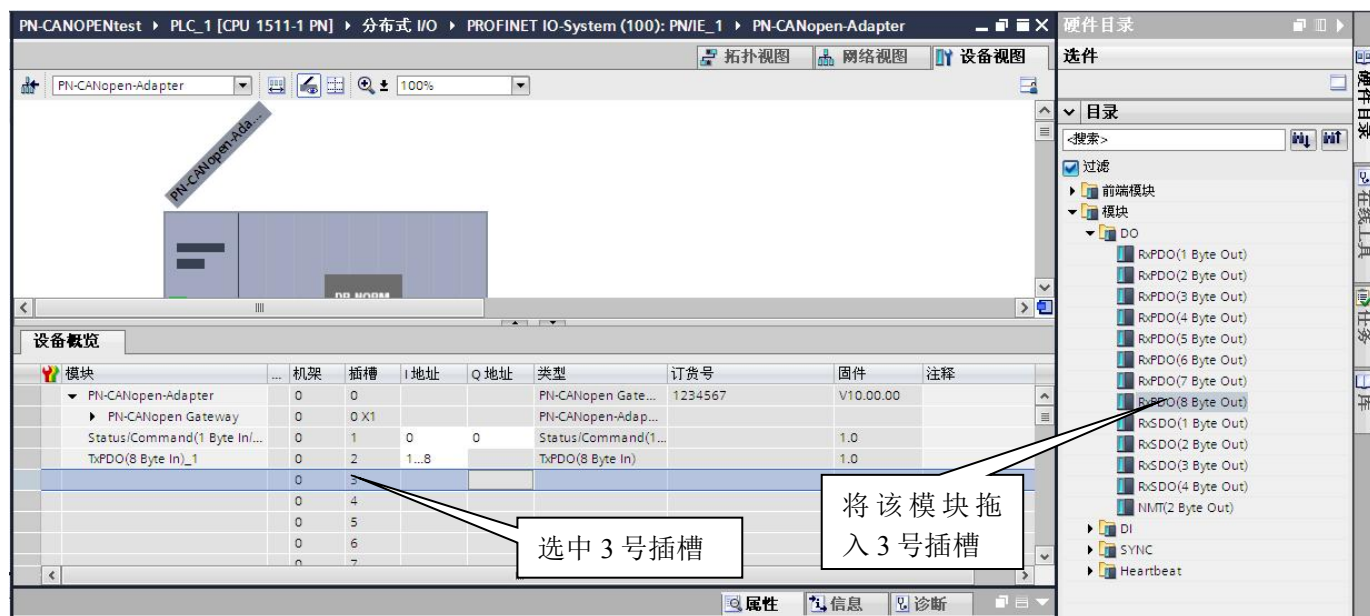 PN-CANOPENtest ▸ PLC_1 [CPU 1511-1 PN] ▸ 分布式 I/O ▸ PROFINET IO-System (100): PN/IE_1 ▸ PN-CANopen-Adapter
拓扑视图 网络视图 设备视图
PN-CANopen-Adapter 100%
PN-CANopen-Ada...
DP-NORM
设备概览
模块 ... 机架 插槽 I 地址 Q 地址 类型 订货号 固件 注释
PN-CANopen-Adapter 0 0 PN-CANopen Gate... 1234567 V10.00.00
PN-CANopen Gateway 0 0 X1 PN-CANopen-Adap...
Status/Command(1 Byte In/... 0 1 0 0 Status/Command(1... 1.0
TxPDO(8 Byte In)_1 0 2 1...8 TxPDO(8 Byte In) 1.0
0 3
0 4
0 5
0 6
0 7
选中 3 号插槽
将该模块拖
入 3 号插槽
属性 信息 诊断
硬件目录
选件
目录
<搜索>
过滤
前端模块
模块
DO
RxPDO(1 Byte Out)
RxPDO(2 Byte Out)
RxPDO(3 Byte Out)
RxPDO(4 Byte Out)
RxPDO(5 Byte Out)
RxPDO(6 Byte Out)
RxPDO(7 Byte Out)
RxPDO(8 Byte Out)
RxSDO(1 Byte Out)
RxSDO(2 Byte Out)
RxSDO(3 Byte Out)
RxSDO(4 Byte Out)
NMT(2 Byte Out)
DI
SYNC
Heartbeat
硬件目录
在线工具
任务
库